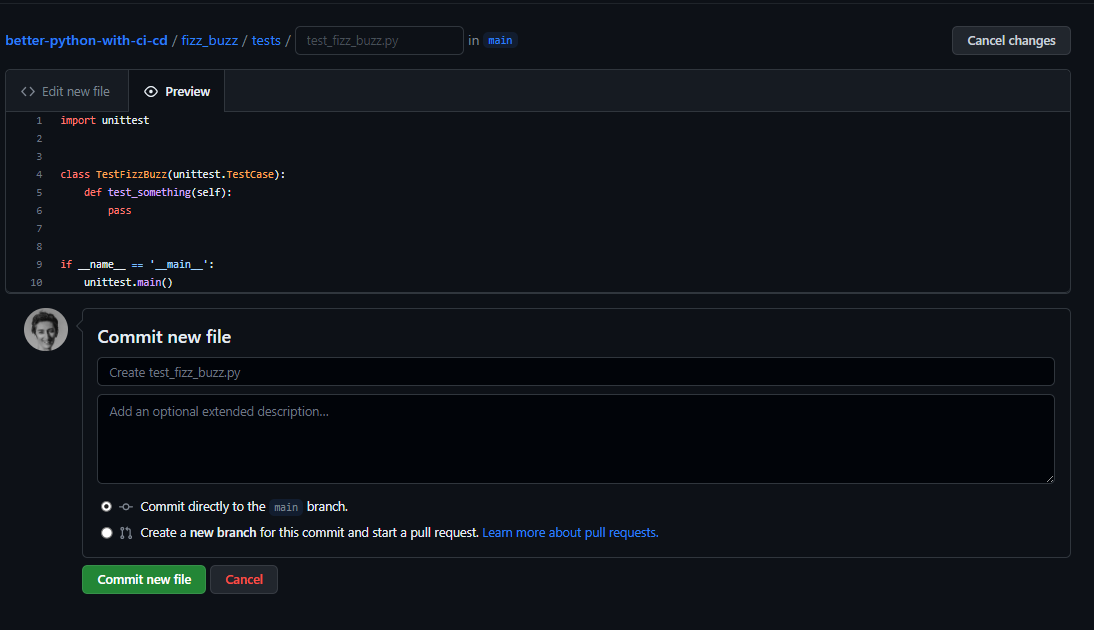 better-python-with-ci-cd / fizz_buzz / tests / test_fizz_buzz.py in main Cancel changes
<> Edit new file Preview
1 import unittest
2
3
4 class TestFizzBuzz(unittest.TestCase):
5     def test_something(self):
6         pass
7
8
9 if __name__ == '__main__':
10     unittest.main()
Commit new file
Create test_fizz_buzz.py
Add an optional extended description...
Commit directly to the main branch.
Create a new branch for this commit and start a pull request. Learn more about pull requests.
Commit new file Cancel